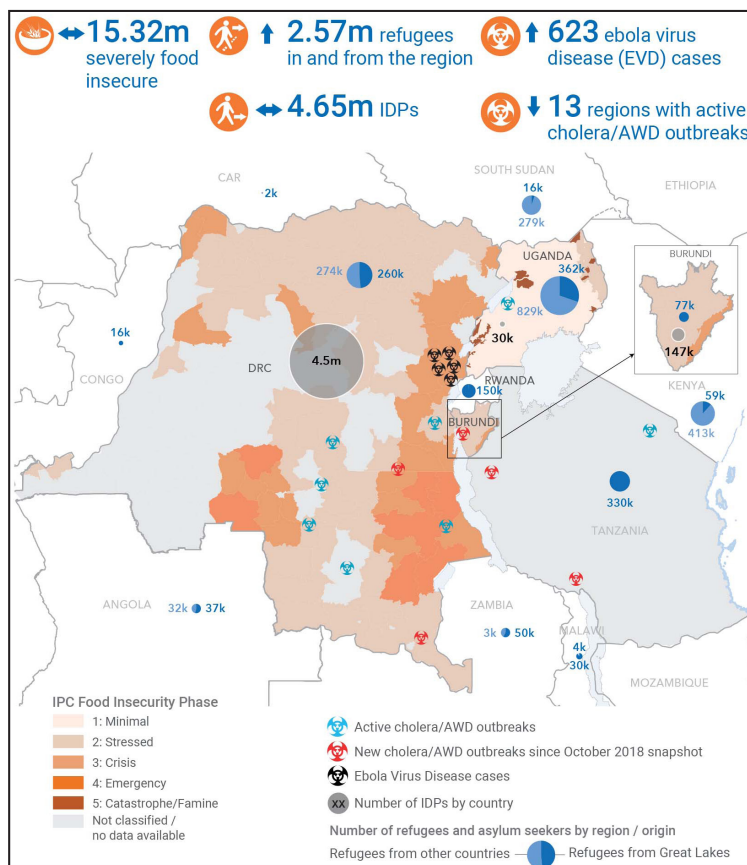 15.32m
severely food
insecure
2.57m refugees
in and from the region
623 ebola virus
disease (EVD) cases
4.65m IDPs
13 regions with active
cholera/AWD outbreaks
SOUTH SUDAN
CAR
16k
ETHIOPIA
2k
279k
UGANDA
BURUNDI
362k
274k
260k
77k
829k
30k
147k
16k
4.5m
DRC
CONGO
RWANDA
KENYA
150k
59k
BURUNDI
413k
330k
TANZANIA
ANGOLA
32k
37k
ZAMBIA
3k
50k
MALAWI
4k
30k
MOZAMBIQUE
IPC Food Insecurity Phase
1: Minimal
2: Stressed
3: Crisis
4: Emergency
5: Catastrophe/Famine
Not classified /
no data available
Active cholera/AWD outbreaks
New cholera/AWD outbreaks since October 2018 snapshot
Ebola Virus Disease cases
xx Number of IDPs by country
Number of refugees and asylum seekers by region / origin
Refugees from other countries
Refugees from Great Lakes